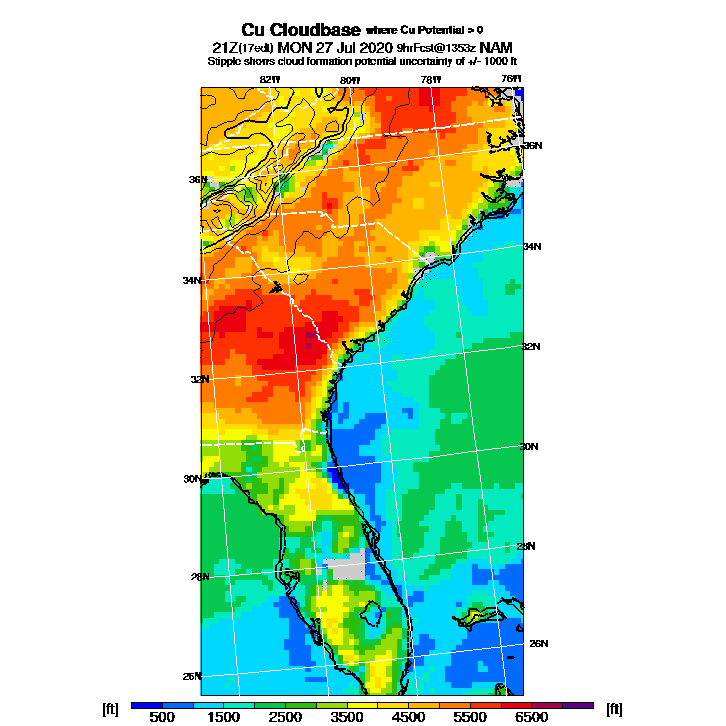 Cu Cloudbase where Cu Potential > 0
21Z(17edt) MON 27 Jul 2020 9hrFcst@1353z NAM
Stipple shows cloud formation potential uncertainty of +/- 1000 ft
82W 80W 78W 76W
36N
36N
34N
34N
32N
32N
30N
30N
28N
28N
26N
26N
[ft] 500 1500 2500 3500 4500 5500 6500 [ft]